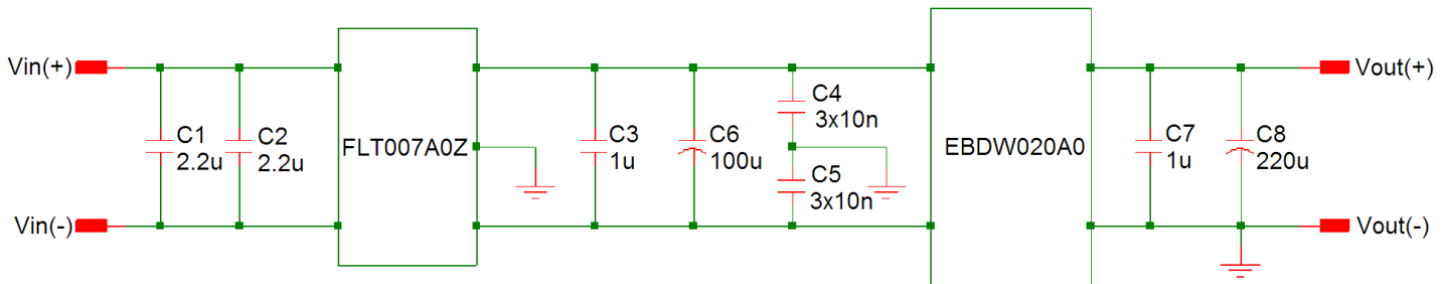 Vin(+)
Vin(-)
C1
2.2u
C2
2.2u
FLT007A0Z
C3
1u
C6
100u
C4
3x10n
C5
3x10n
EBDW020A0
C7
1u
C8
220u
Vout(+)
Vout(-)